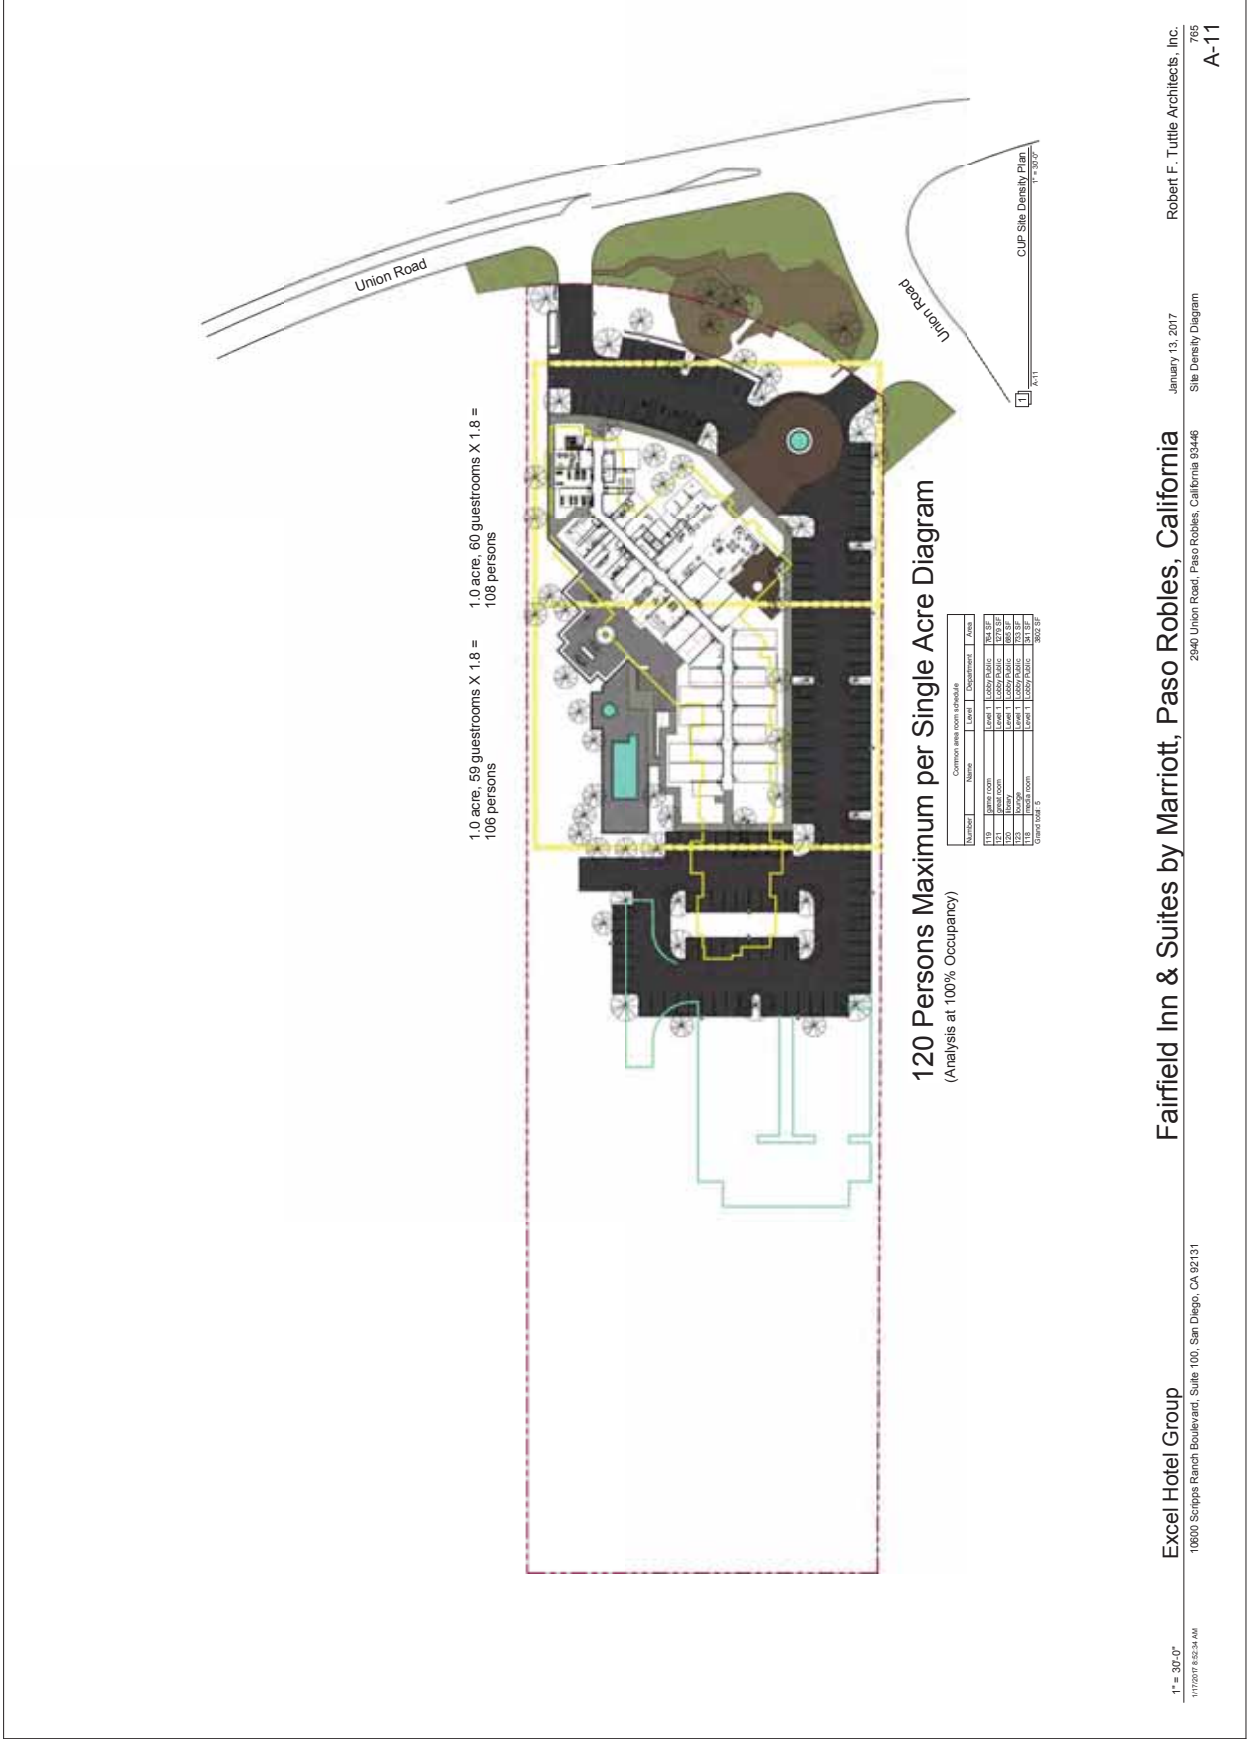 1.0 acre, 59 guestrooms X 1.8 =
106 persons
1.0 acre, 60 guestrooms X 1.8 =
108 persons
Union Road
Union Road
120 Persons Maximum per Single Acre Diagram
(Analysis at 100% Occupancy)
Common area room schedule
Number Name Level Department Area
119 game room Level 1 Lobby Public 764 SF
121 great room Level 1 Lobby Public 1279 SF
120 library Level 1 Lobby Public 685 SF
123 lounge Level 1 Lobby Public 733 SF
118 media room Level 1 Lobby Public 341 SF
Grand total: 5 3802 SF
1 CUP Site Density Plan
A-11 1" = 30'-0"
1" = 30'-0" Excel Hotel Group Fairfield Inn & Suites by Marriott, Paso Robles, California January 13, 2017 Robert F. Tuttle Architects, Inc.
1/17/2017 8:52:34 AM 10600 Scripps Ranch Boulevard, Suite 100, San Diego, CA 92131 2940 Union Road, Paso Robles, California 93446 Site Density Diagram 765
A-11